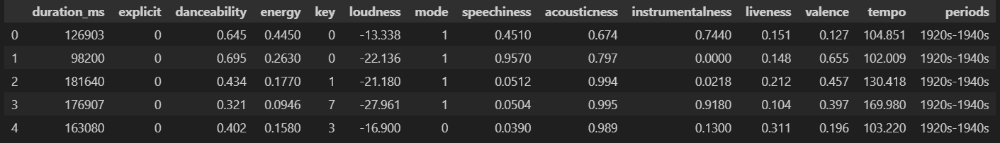 duration_ms explicit danceability energy key loudness mode speechiness acousticness instrumentalness liveness valence tempo periods
0 126903 0 0.645 0.4450 0 -13.338 1 0.4510 0.674 0.7440 0.151 0.127 104.851 1920s-1940s
1 98200 0 0.695 0.2630 0 -22.136 1 0.9570 0.797 0.0000 0.148 0.655 102.009 1920s-1940s
2 181640 0 0.434 0.1770 1 -21.180 1 0.0512 0.994 0.0218 0.212 0.457 130.418 1920s-1940s
3 176907 0 0.321 0.0946 7 -27.961 1 0.0504 0.995 0.9180 0.104 0.397 169.980 1920s-1940s
4 163080 0 0.402 0.1580 3 -16.900 0 0.0390 0.989 0.1300 0.311 0.196 103.220 1920s-1940s